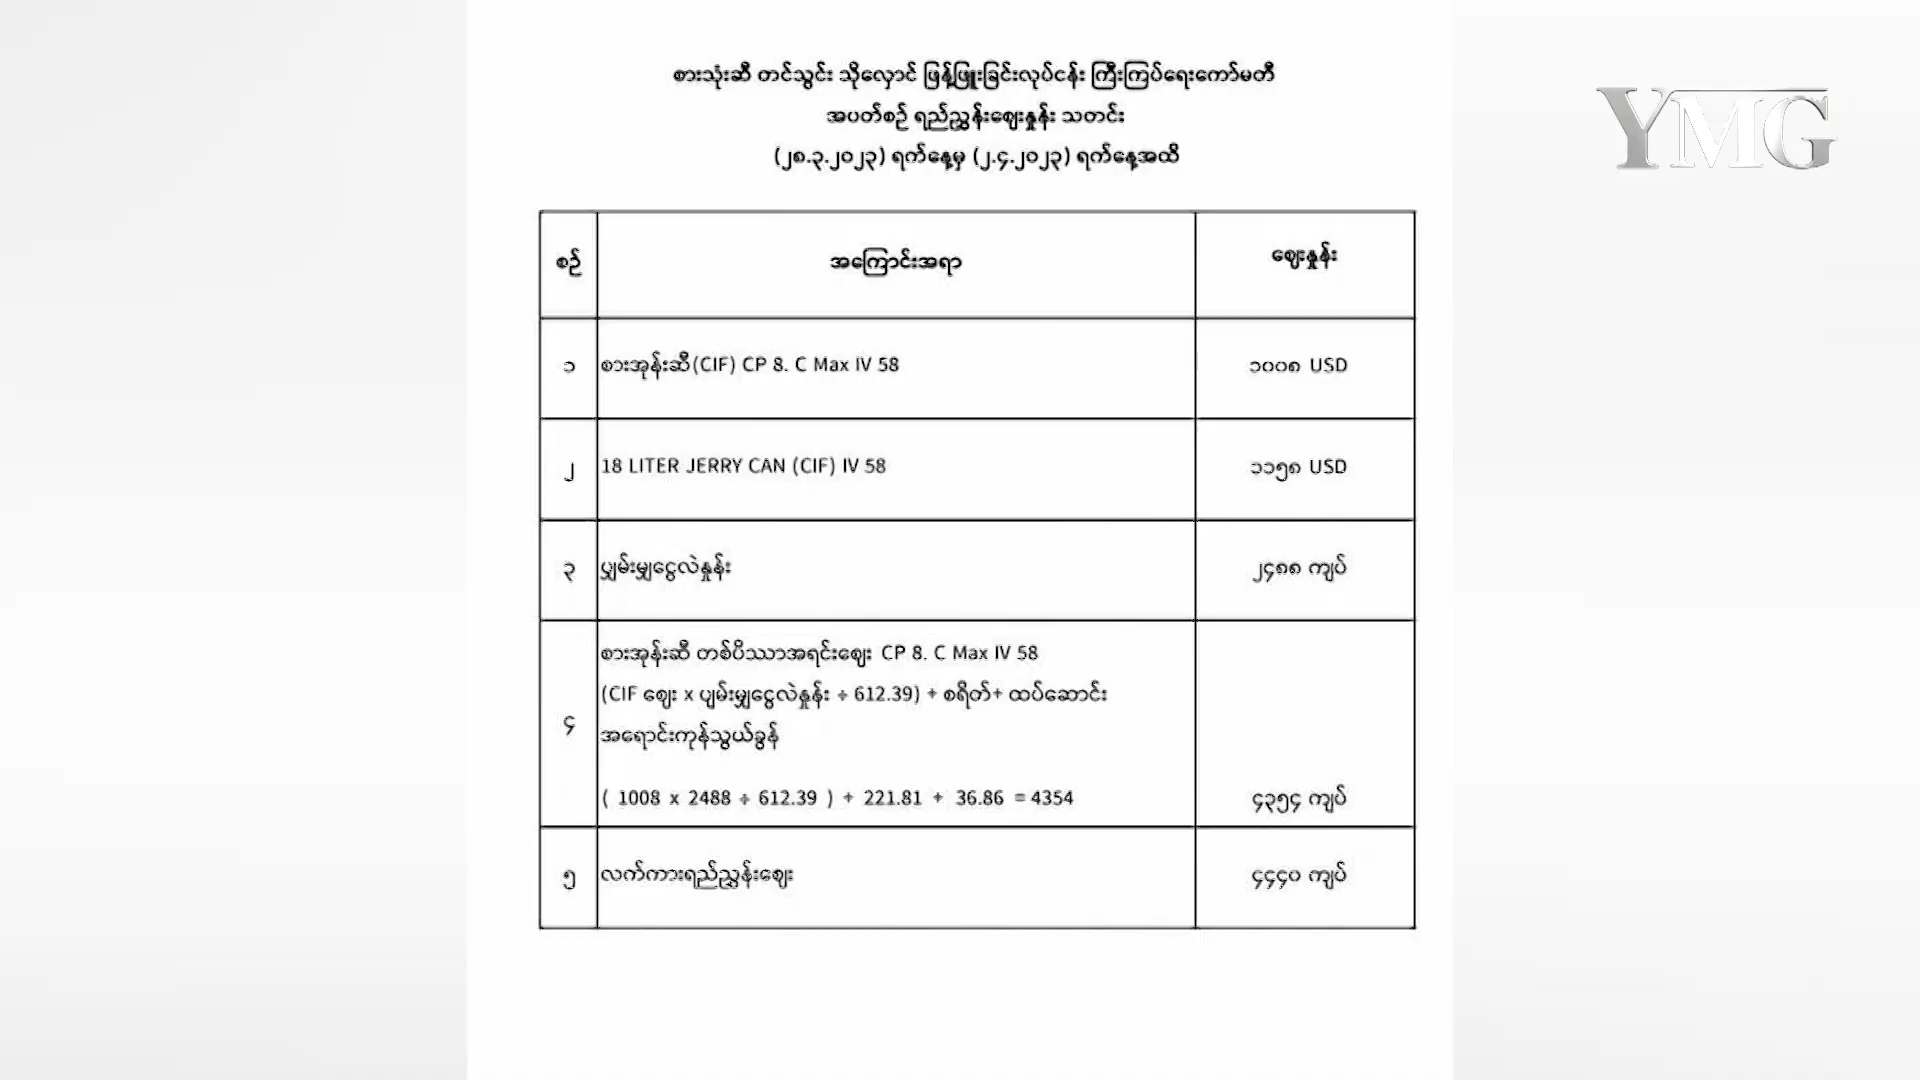 စားသုံးဆီ တင်သွင်း သိုလှောင် ဖြန့်ဖြူးခြင်းလုပ်ငန်း ကြီးကြပ်ရေးကော်မတီ
အပတ်စဉ် ရည်ညွှန်းဈေးနှုန်း သတင်း
(၂၈.၃.၂၀၂၃) ရက်နေ့မှ (၂.၄.၂၀၂၃) ရက်နေ့အထိ
YMG
စဉ် အကြောင်းအရာ ဈေးနှုန်း
၁ စားအုန်းဆီ(CIF) CP 8. C Max IV 58 ၁၀၀၈ USD
၂ 18 LITER JERRY CAN (CIF) IV 58 ၁၁၅၈ USD
၃ ပျှမ်းမျှငွေလဲနှုန်း ၂၄၈၈ ကျပ်
၄ စားအုန်းဆီ တစ်ပိဿာအရင်းဈေး CP 8. C Max IV 58
(CIF ဈေး x ပျမ်းမျှငွေလဲနှုန်း ÷ 612.39) + စရိတ်+ ထပ်ဆောင်း
အရောင်းကုန်သွယ်ခွန်
( 1008 x 2488 ÷ 612.39 ) + 221.81 + 36.86 = 4354 ၄၃၅၄ ကျပ်
၅ လက်ကားရည်ညွှန်းဈေး ၄၄၄၀ ကျပ်